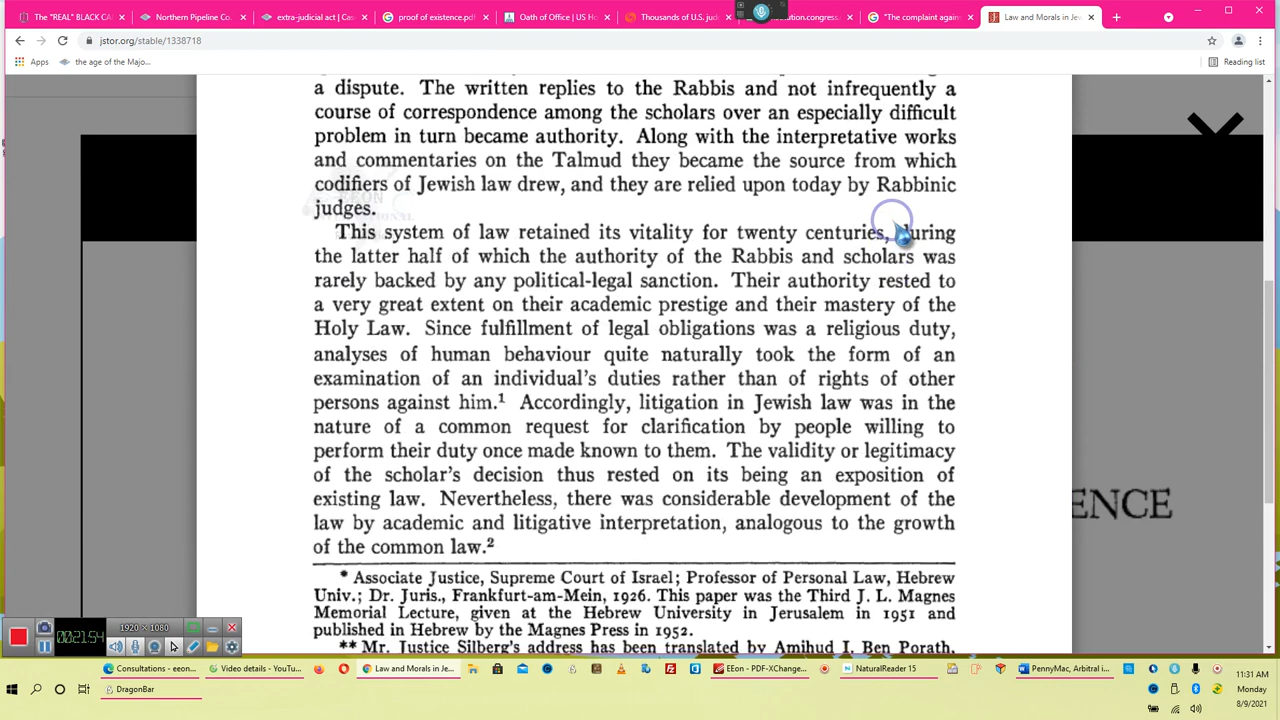 The "REAL" BLACK CA
Northern Pipeline Co.
extra-judicial act | Cas
proof of existence.pdf
Oath of Office | US Ho
Thousands of U.S. jud
itution.congress
"The complaint again
Law and Morals in Jew
jstor.org/stable/1338718
Apps
the age of the Majo...
Reading list
a dispute. The written replies to the Rabbis and not infrequently a
course of correspondence among the scholars over an especially difficult
problem in turn became authority. Along with the interpretative works
and commentaries on the Talmud they became the source from which
codifiers of Jewish law drew, and they are relied upon today by Rabbinic
judges.
This system of law retained its vitality for twenty centuries, during
the latter half of which the authority of the Rabbis and scholars was
rarely backed by any political-legal sanction. Their authority rested to
a very great extent on their academic prestige and their mastery of the
Holy Law. Since fulfillment of legal obligations was a religious duty,
analyses of human behaviour quite naturally took the form of an
examination of an individual's duties rather than of rights of other
persons against him.1 Accordingly, litigation in Jewish law was in the
nature of a common request for clarification by people willing to
perform their duty once made known to them. The validity or legitimacy
of the scholar's decision thus rested on its being an exposition of
existing law. Nevertheless, there was considerable development of the
law by academic and litigative interpretation, analogous to the growth
of the common law.2
ENCE
* Associate Justice, Supreme Court of Israel; Professor of Personal Law, Hebrew
Univ.; Dr. Juris., Frankfurt-am-Mein, 1926. This paper was the Third J. L. Magnes
Memorial Lecture, given at the Hebrew University in Jerusalem in 1951 and
published in Hebrew by the Magnes Press in 1952.
** Mr. Justice Silberg's address has been translated by Amihud I. Ben Porath,
1920 x 1080
00:21:54
Consultations - eeon...
Video details - YouTu...
Law and Morals in Je...
EEon - PDF-XChange...
NaturalReader 15
PennyMac, Arbitral i...
DragonBar
11:31 AM
Monday
8/9/2021